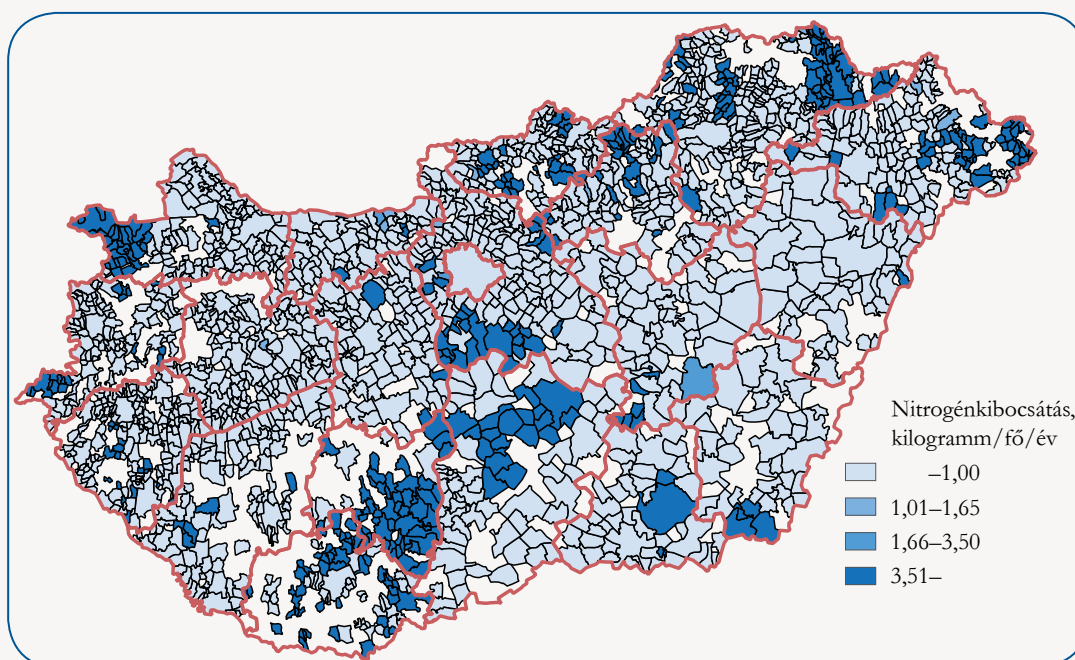 Nitrogénkibocsátás,
kilogramm/fő/év
–1,00
1,01–1,65
1,66–3,50
3,51–